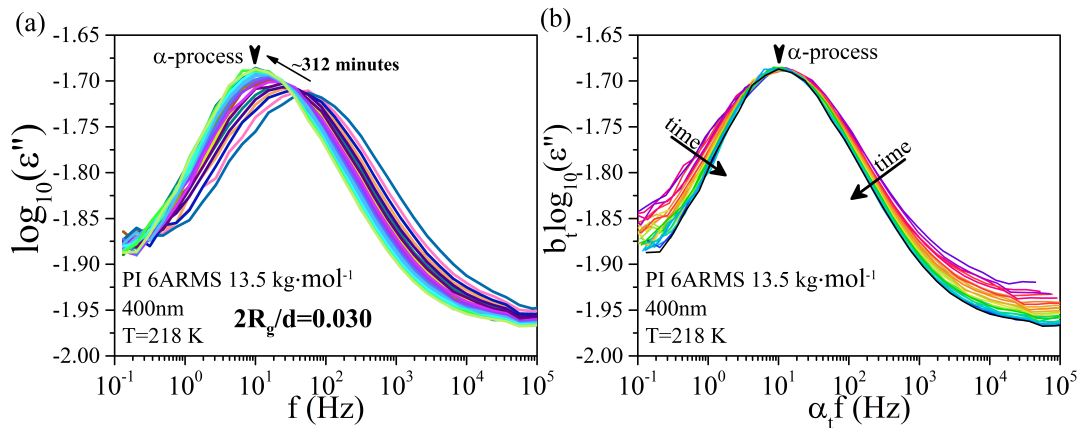 (a)
-1.65
-1.70
-1.75
-1.80
-1.85
-1.90
-1.95
-2.00
log₁₀(ε")
α-process
~312 minutes
PI 6ARMS 13.5 kg·mol⁻¹
400nm
T=218 K
2R_g/d=0.030
10⁻¹ 10⁰ 10¹ 10² 10³ 10⁴ 10⁵
f (Hz)
(b)
-1.65
-1.70
-1.75
-1.80
-1.85
-1.90
-1.95
-2.00
bₜlog₁₀(ε")
α-process
time
time
PI 6ARMS 13.5 kg·mol⁻¹
400nm
T=218 K
10⁻¹ 10⁰ 10¹ 10² 10³ 10⁴ 10⁵
αₜf (Hz)